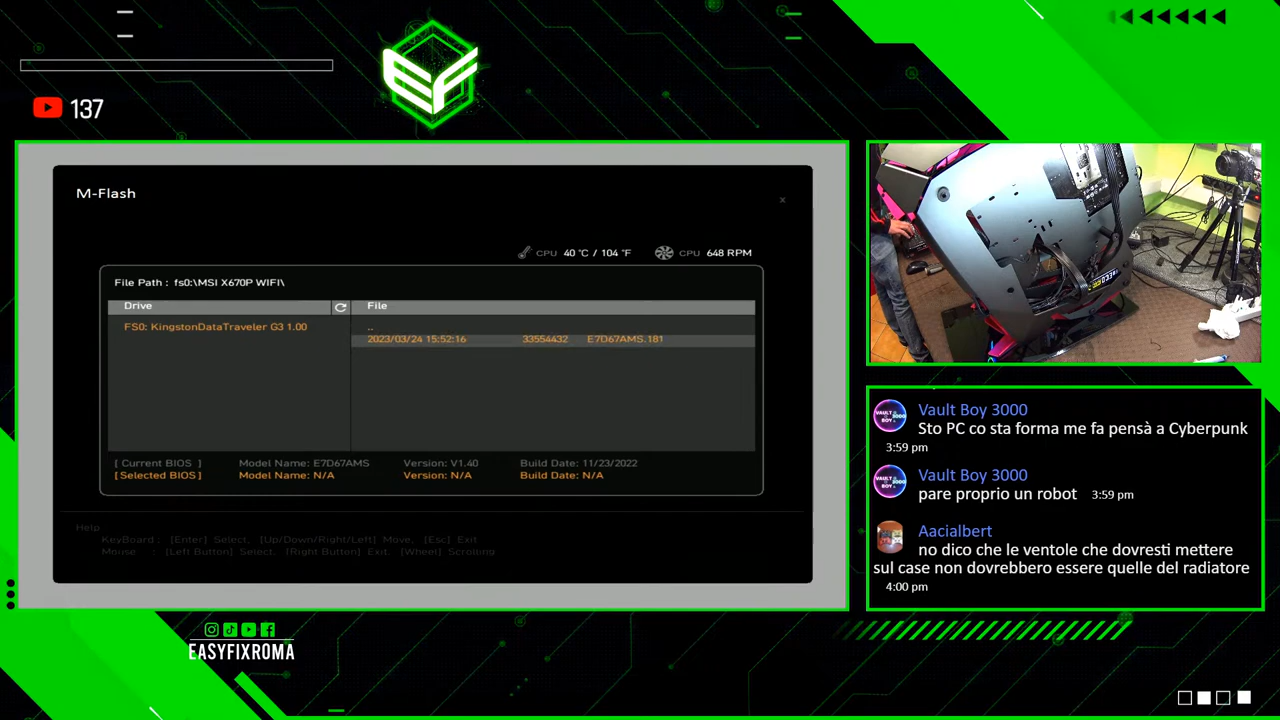 EF
137
M-Flash
x
CPU 40 °C / 104 °F CPU 648 RPM
File Path : fs0:\MSI X670P WIFI\
Drive File
FS0: KingstonDataTraveler G3 1.00 ..
2023/03/24 15:52:16 33554432 E7D67AMS.181
[ Current BIOS ] Model Name: E7D67AMS Version: V1.40 Build Date: 11/23/2022
[ Selected BIOS ] Model Name: N/A Version: N/A Build Date: N/A
Help
KeyBoard : [Enter] Select, [Up/Down/Right/Left] Move, [Esc] Exit
Mouse : [Left Button] Select. [Right Button] Exit. [Wheel] Scrolling
Vault Boy 3000
Sto PC co sta forma me fa pensà a Cyberpunk
3:59 pm
Vault Boy 3000
pare proprio un robot 3:59 pm
Aacialbert
no dico che le ventole che dovresti mettere
sul case non dovrebbero essere quelle del radiatore
4:00 pm
EASYFIXROMA